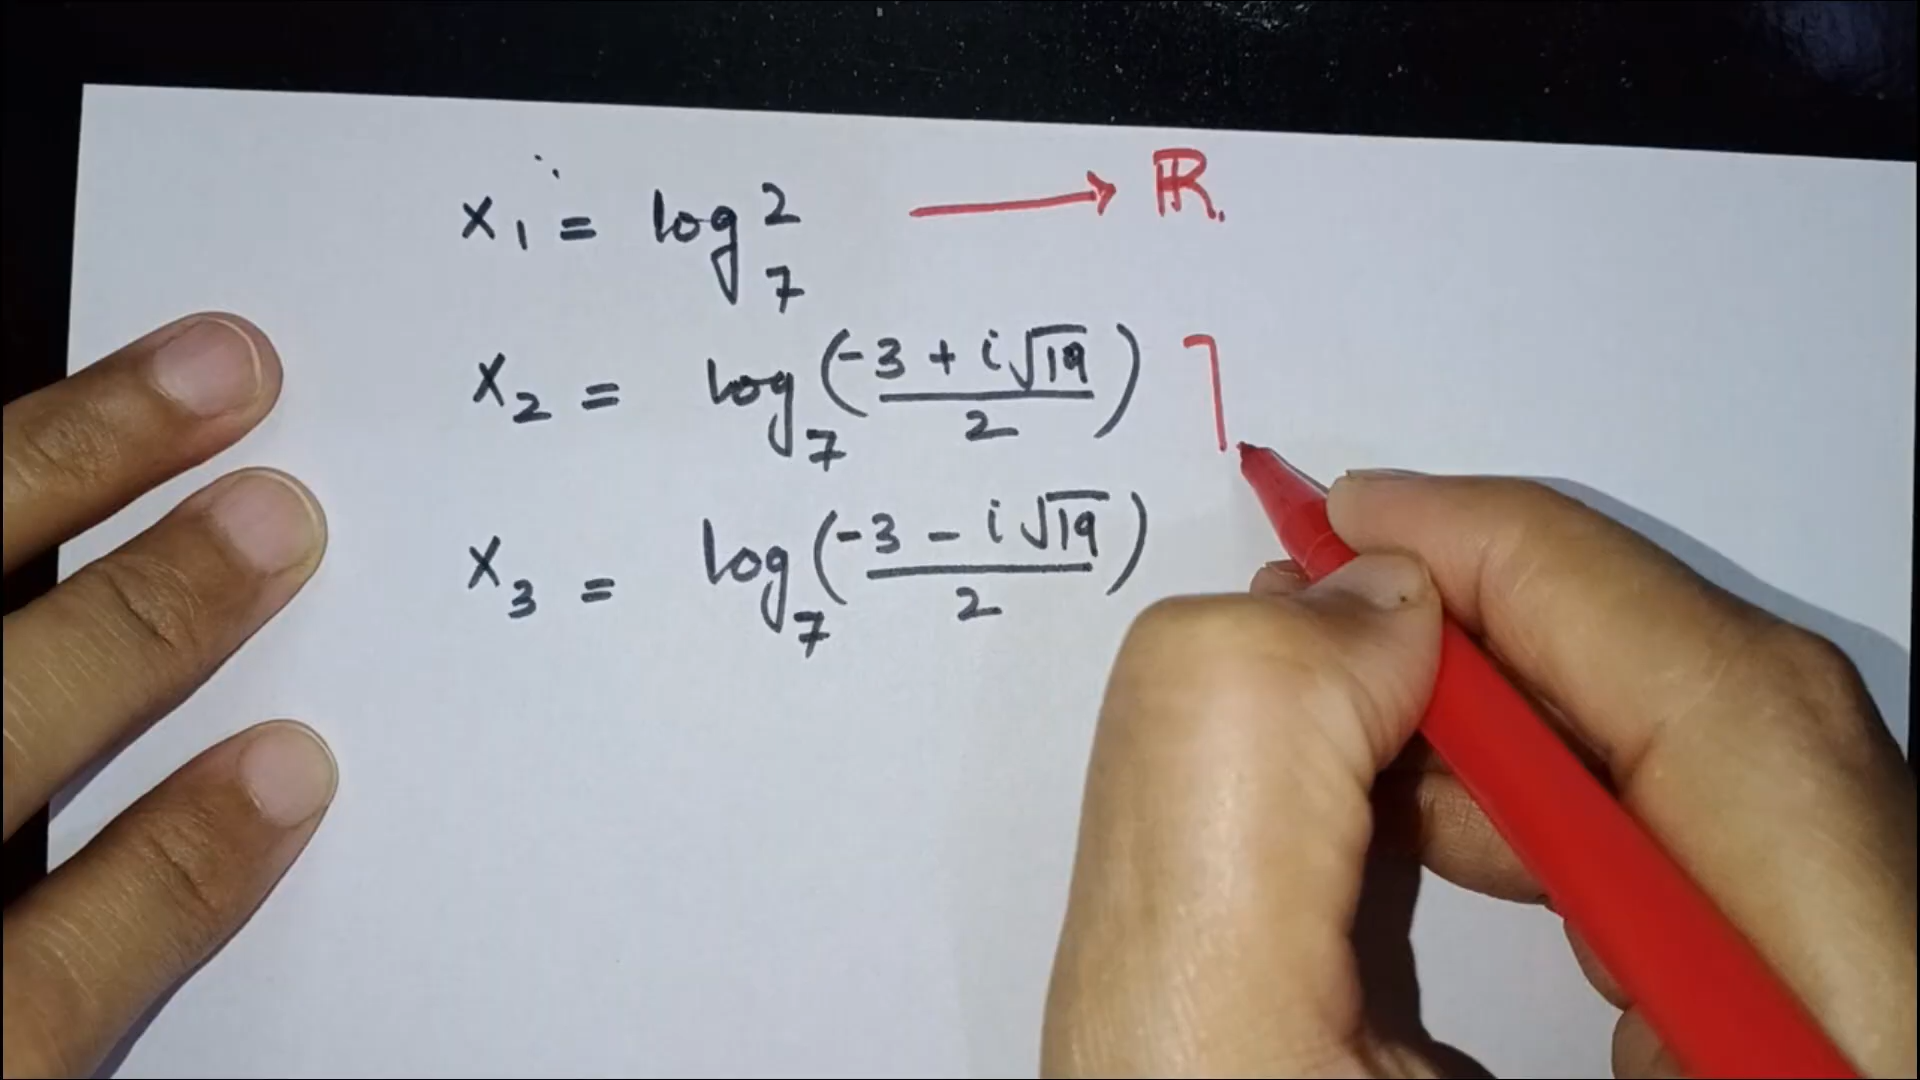 x₁ = log₇ 2 ⟶ ℝ.
x₂ = log₇ ((-3 + i√19)/2)
x₃ = log₇ ((-3 - i√19)/2)